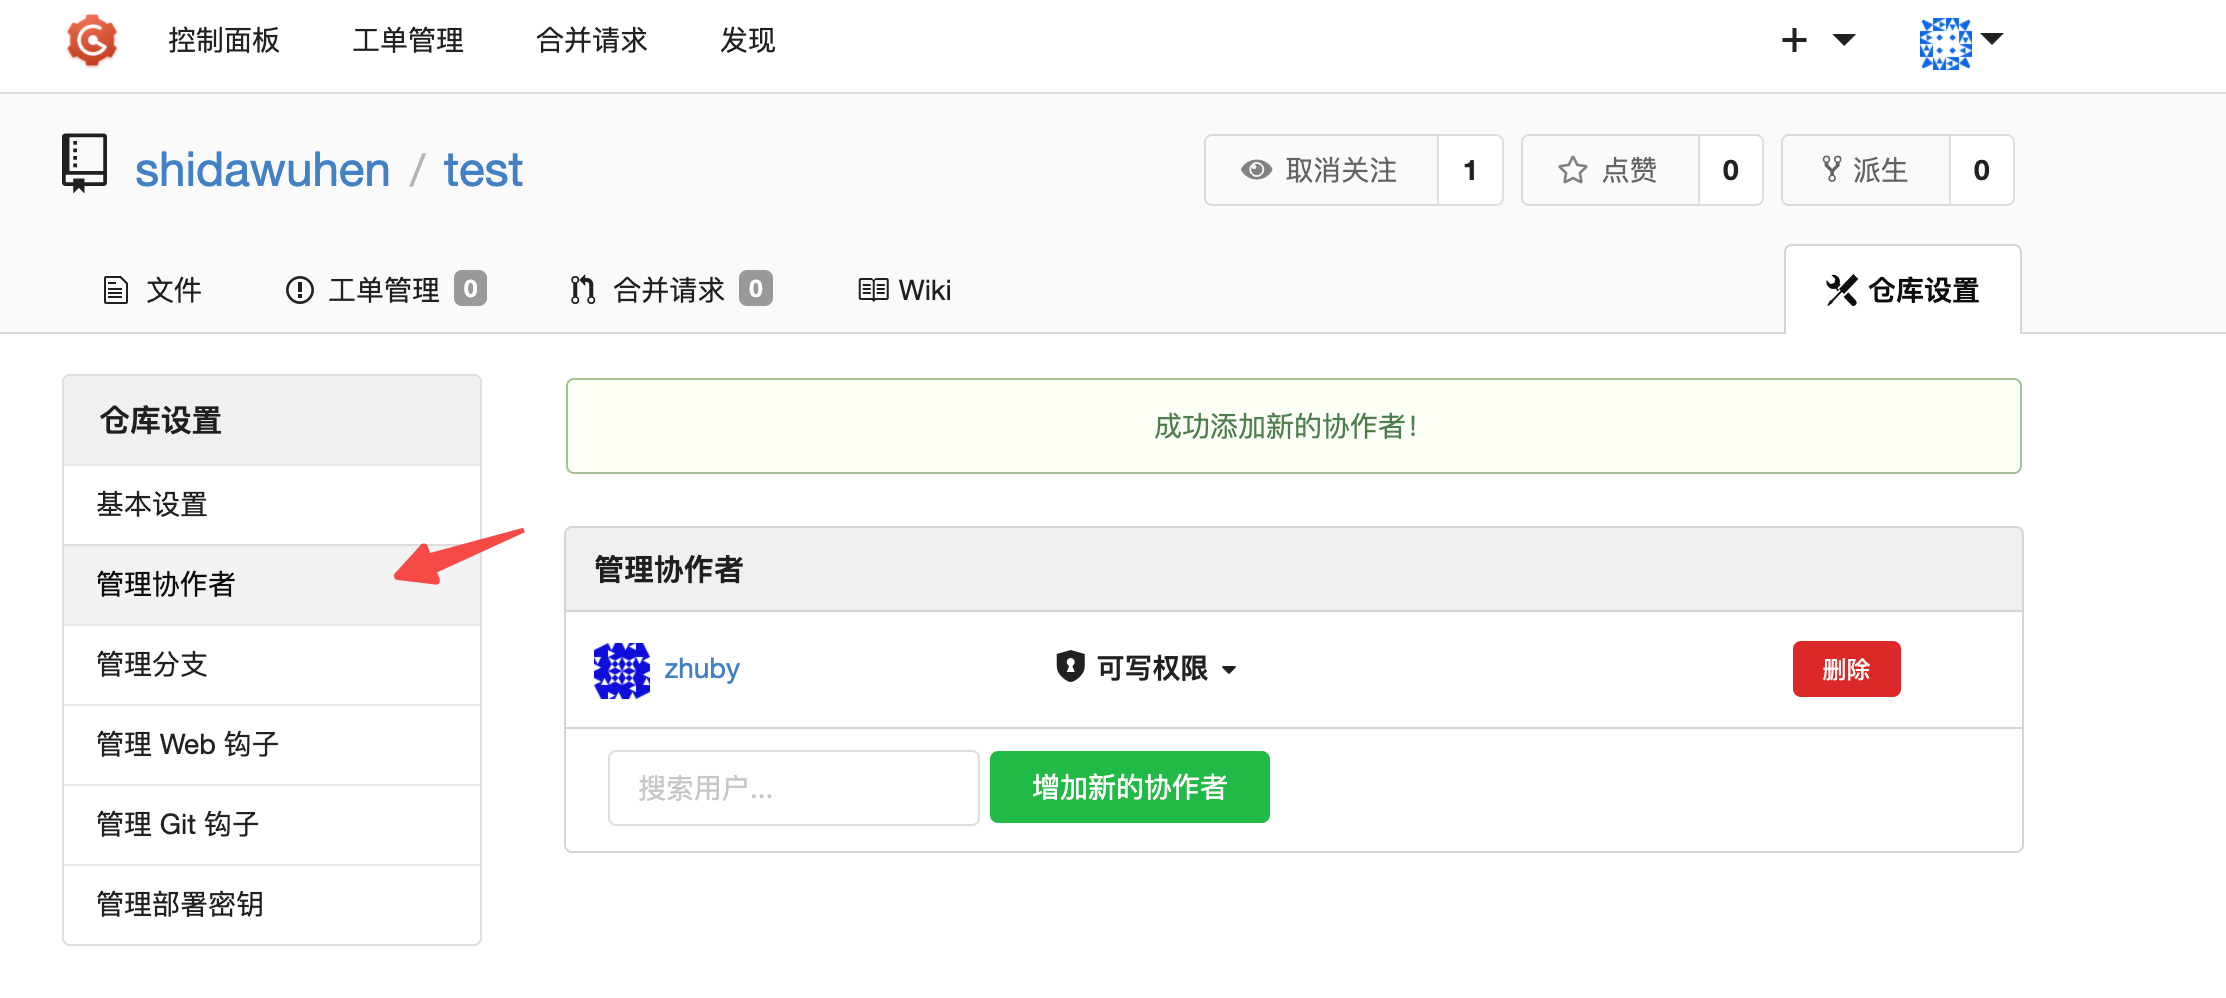 控制面板 工单管理 合并请求 发现
shidawuhen / test 取消关注 1 点赞 0 派生 0
文件 工单管理 0 合并请求 0 Wiki 仓库设置
仓库设置
基本设置
管理协作者
管理分支
管理 Web 钩子
管理 Git 钩子
管理部署密钥
成功添加新的协作者！
管理协作者
zhuby 可写权限 删除
搜索用户... 增加新的协作者